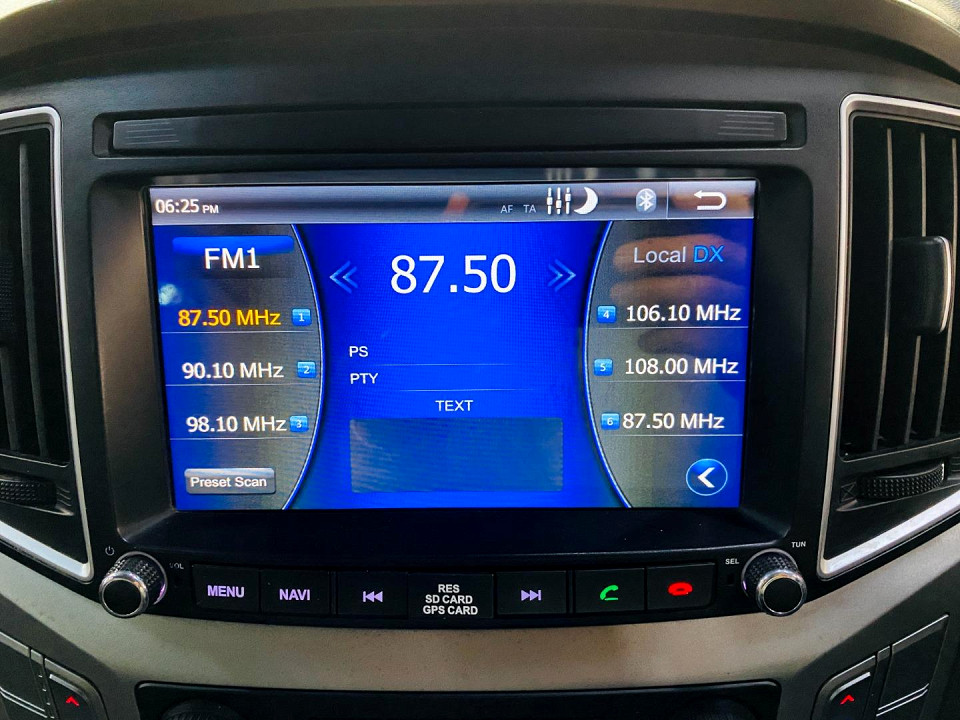 06:25 PM
AF TA
FM1
87.50
Local DX
87.50 MHz 1
90.10 MHz 2
98.10 MHz 3
4 106.10 MHz
5 108.00 MHz
6 87.50 MHz
PS
PTY
TEXT
Preset Scan
VOL
SEL
TUN
MENU
NAVI
RES
SD CARD
GPS CARD